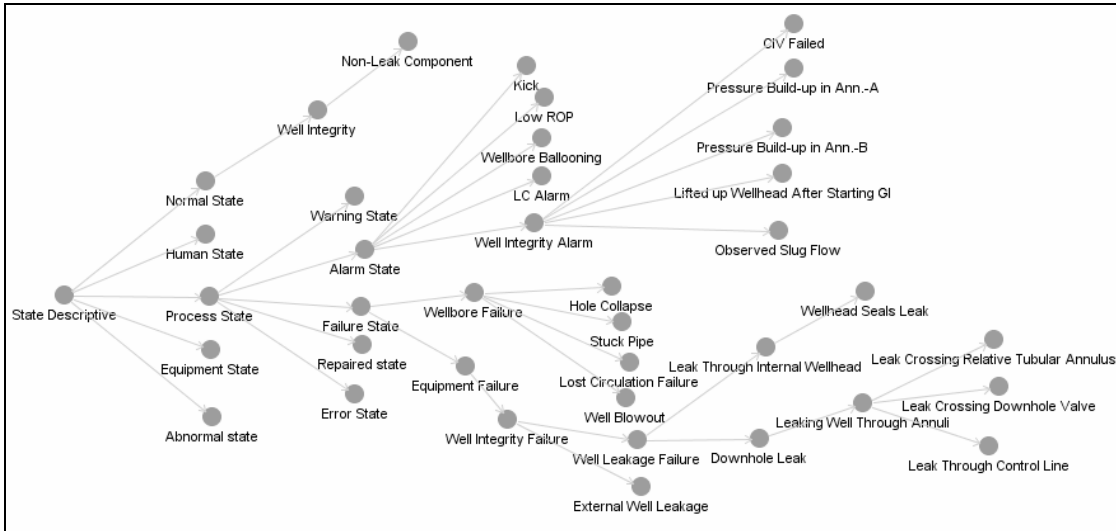 CIV Failed
Non-Leak Component
Kick
Pressure Build-up in Ann.-A
Low ROP
Well Integrity
Pressure Build-up in Ann.-B
Wellbore Ballooning
LC Alarm
Lifted up Wellhead After Starting GI
Normal State
Warning State
Well Integrity Alarm
Observed Slug Flow
Human State
Alarm State
Hole Collapse
Wellhead Seals Leak
State Descriptive
Process State
Failure State
Wellbore Failure
Stuck Pipe
Leak Crossing Relative Tubular Annulus
Repaired state
Leak Through Internal Wellhead
Equipment State
Lost Circulation Failure
Equipment Failure
Leak Crossing Downhole Valve
Error State
Well Blowout
Leaking Well Through Annuli
Abnormal state
Well Integrity Failure
Well Leakage Failure
Downhole Leak
Leak Through Control Line
External Well Leakage